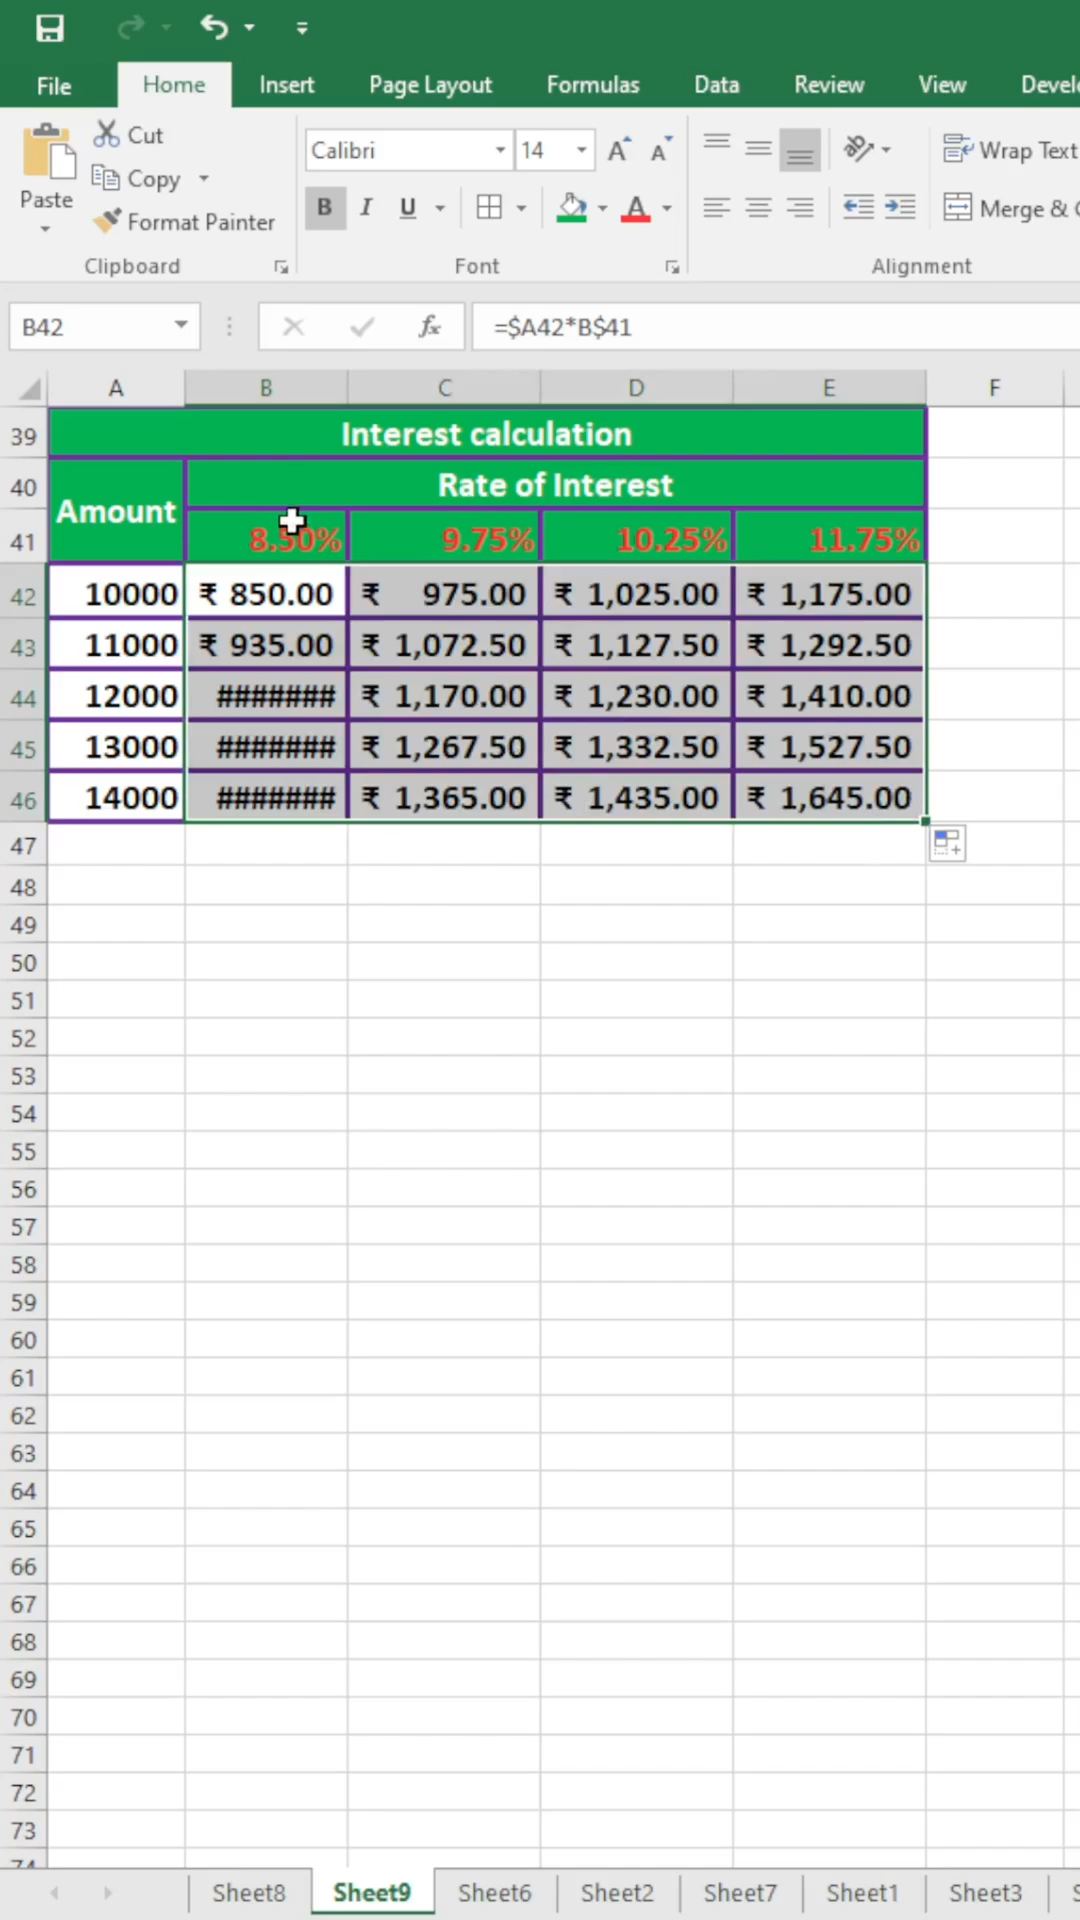 File Home Insert Page Layout Formulas Data Review View Develo
Cut
Copy
Format Painter
Paste
Clipboard
Calibri 14
B I U
Font
Wrap Text
Merge & C
Alignment
B42 fx =$A42*B$41
A B C D E F
39 Interest calculation
40 Amount Rate of Interest
41 8.50% 9.75% 10.25% 11.75%
42 10000 ₹ 850.00 ₹ 975.00 ₹ 1,025.00 ₹ 1,175.00
43 11000 ₹ 935.00 ₹ 1,072.50 ₹ 1,127.50 ₹ 1,292.50
44 12000 ####### ₹ 1,170.00 ₹ 1,230.00 ₹ 1,410.00
45 13000 ####### ₹ 1,267.50 ₹ 1,332.50 ₹ 1,527.50
46 14000 ####### ₹ 1,365.00 ₹ 1,435.00 ₹ 1,645.00
47
48
49
50
51
52
53
54
55
56
57
58
59
60
61
62
63
64
65
66
67
68
69
70
71
72
73
74
Sheet8 Sheet9 Sheet6 Sheet2 Sheet7 Sheet1 Sheet3 S